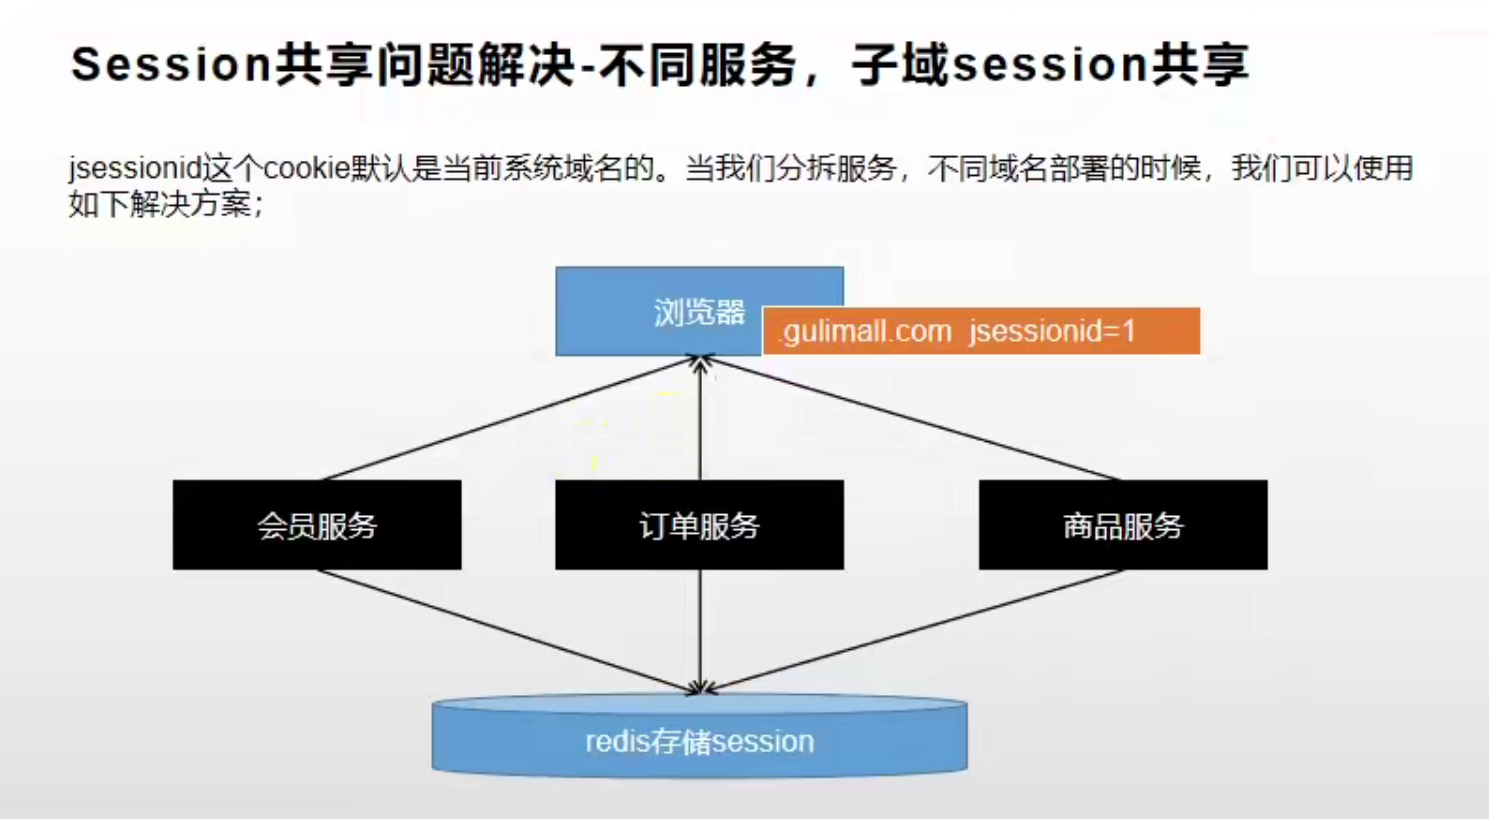 Session共享问题解决-不同服务，子域session共享
jsessionid这个cookie默认是当前系统域名的。当我们分拆服务，不同域名部署的时候，我们可以使用
如下解决方案；
浏览器
.gulimall.com jsessionid=1
会员服务
订单服务
商品服务
redis存储session